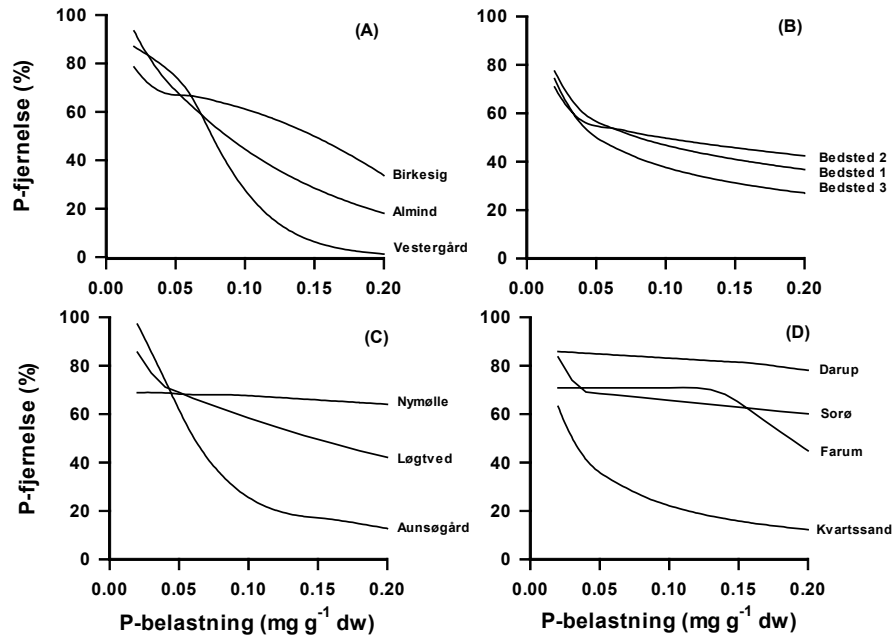 (A)
P-fjernelse (%)
100
80
60
40
20
0
Birkesig
Almind
Vestergård
0.00 0.05 0.10 0.15 0.20
(B)
100
80
60
40
20
0
Bedsted 2
Bedsted 1
Bedsted 3
0.00 0.05 0.10 0.15 0.20
(C)
P-fjernelse (%)
100
80
60
40
20
0
Nymølle
Løgtved
Aunsøgård
0.00 0.05 0.10 0.15 0.20
P-belastning (mg g-1 dw)
(D)
100
80
60
40
20
0
Darup
Sorø
Farum
Kvartssand
0.00 0.05 0.10 0.15 0.20
P-belastning (mg g-1 dw)